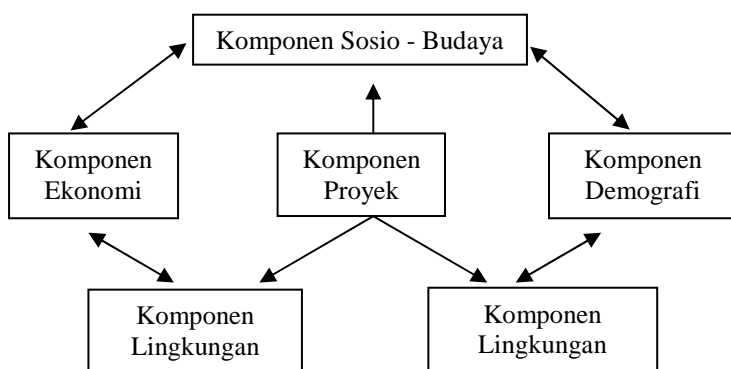 Komponen Sosio - Budaya
Komponen
Ekonomi
Komponen
Proyek
Komponen
Demografi
Komponen
Lingkungan
Komponen
Lingkungan